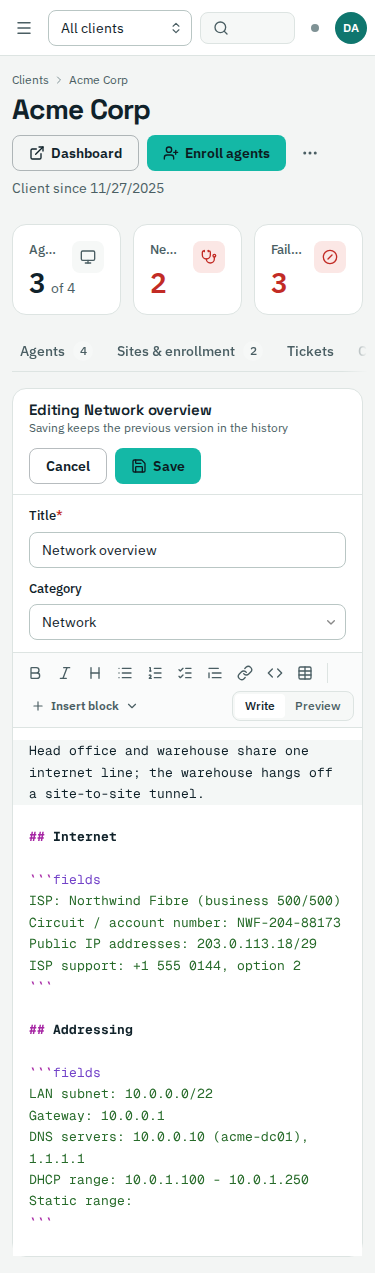 All clients
DA
Clients > Acme Corp
Acme Corp
Dashboard
Enroll agents
Client since 11/27/2025
Ag...
3 of 4
Ne...
2
Fail...
3
Agents 4
Sites & enrollment 2
Tickets
Editing Network overview
Saving keeps the previous version in the history
Cancel
Save
Title*
Network overview
Category
Network
Insert block
Write
Preview
Head office and warehouse share one
internet line; the warehouse hangs off
a site-to-site tunnel.
## Internet
```fields
ISP: Northwind Fibre (business 500/500)
Circuit / account number: NWF-204-88173
Public IP addresses: 203.0.113.18/29
ISP support: +1 555 0144, option 2
```
## Addressing
```fields
LAN subnet: 10.0.0.0/22
Gateway: 10.0.0.1
DNS servers: 10.0.0.10 (acme-dc01),
1.1.1.1
DHCP range: 10.0.1.100 - 10.0.1.250
Static range:
```